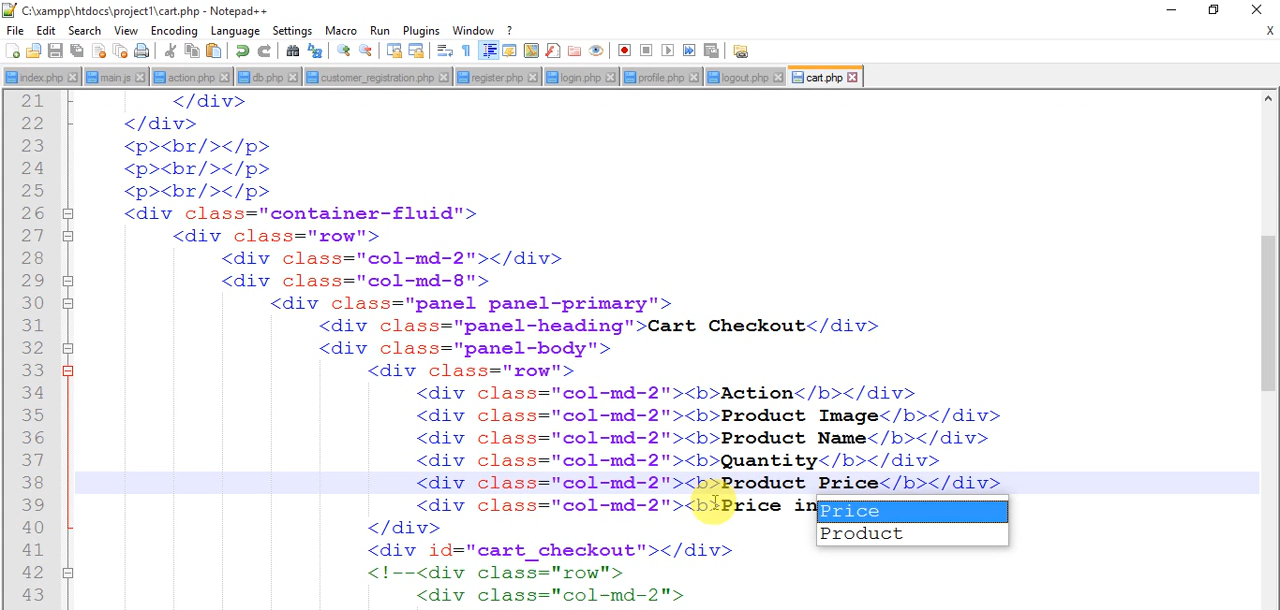 C:\xampp\htdocs\project1\cart.php - Notepad++
File Edit Search View Encoding Language Settings Macro Run Plugins Window ? X
index.php main.js action.php db.php customer_registration.php register.php login.php profile.php logout.php cart.php
21 </div>
22 </div>
23 <p><br/></p>
24 <p><br/></p>
25 <p><br/></p>
26 <div class="container-fluid">
27 <div class="row">
28 <div class="col-md-2"></div>
29 <div class="col-md-8">
30 <div class="panel panel-primary">
31 <div class="panel-heading">Cart Checkout</div>
32 <div class="panel-body">
33 <div class="row">
34 <div class="col-md-2"><b>Action</b></div>
35 <div class="col-md-2"><b>Product Image</b></div>
36 <div class="col-md-2"><b>Product Name</b></div>
37 <div class="col-md-2"><b>Quantity</b></div>
38 <div class="col-md-2"><b>Product Price</b></div>
39 <div class="col-md-2"><b>Price in
Price
Product
40 </div>
41 <div id="cart_checkout"></div>
42 <!--<div class="row">
43 <div class="col-md-2">